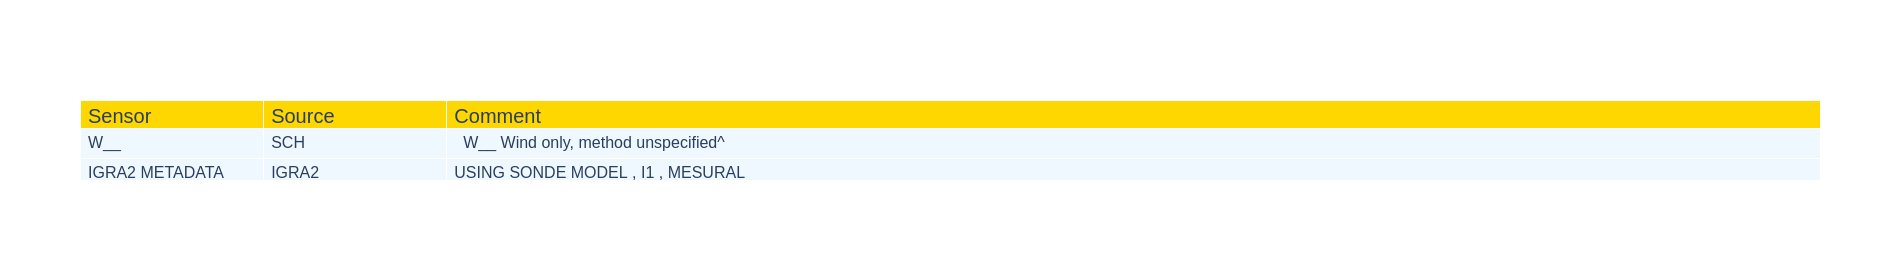 Sensor Source Comment
W__ SCH W__ Wind only, method unspecified^
IGRA2 METADATA IGRA2 USING SONDE MODEL , I1 , MESURAL